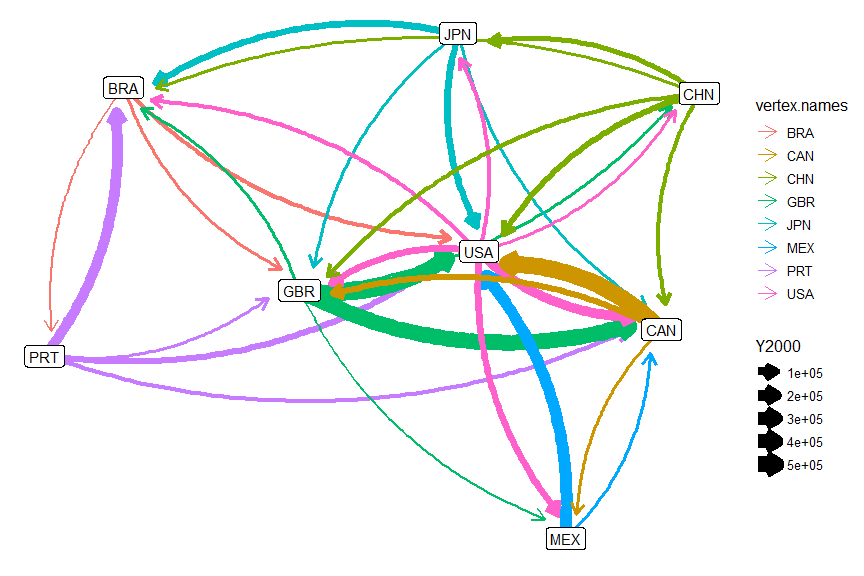 JPN
BRA
CHN
USA
GBR
CAN
PRT
MEX
vertex.names
BRA
CAN
CHN
GBR
JPN
MEX
PRT
USA
Y2000
1e+05
2e+05
3e+05
4e+05
5e+05